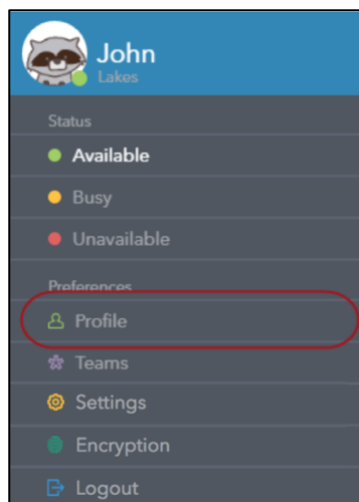 John
Lakes
Status
Available
Busy
Unavailable
Preferences
Profile
Teams
Settings
Encryption
Logout